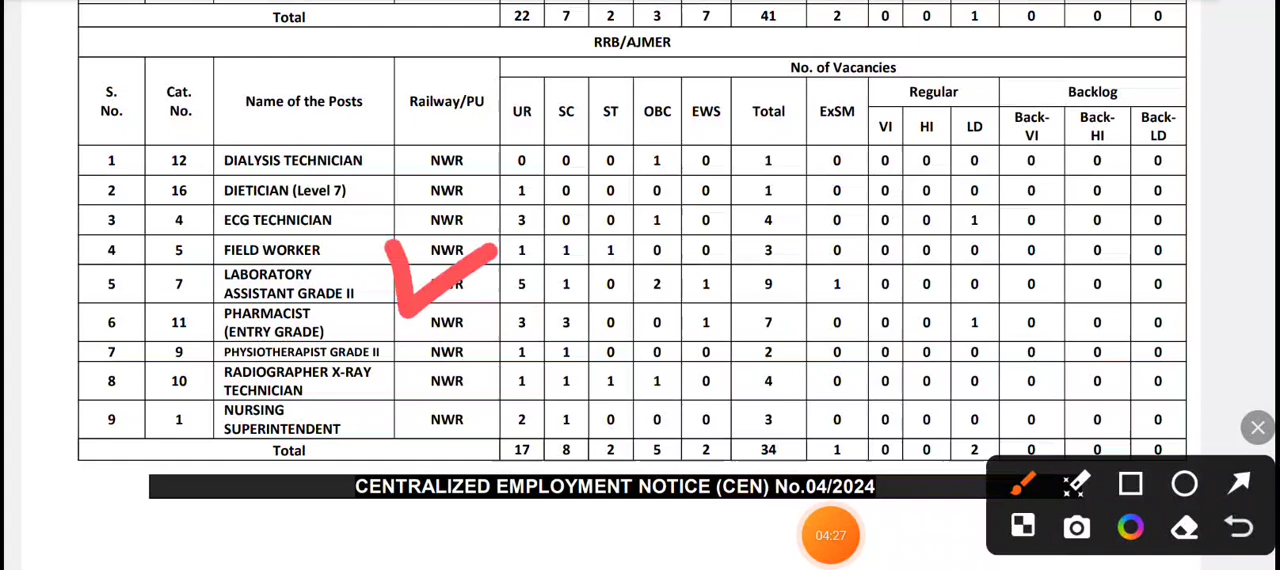 Total 22 7 2 3 7 41 2 0 0 1 0 0 0
RRB/AJMER
S. No. Cat. No. Name of the Posts Railway/PU No. of Vacancies
UR SC ST OBC EWS Total ExSM Regular Backlog
VI HI LD Back-VI Back-HI Back-LD
1 12 DIALYSIS TECHNICIAN NWR 0 0 0 1 0 1 0 0 0 0 0 0 0
2 16 DIETICIAN (Level 7) NWR 1 0 0 0 0 1 0 0 0 0 0 0 0
3 4 ECG TECHNICIAN NWR 3 0 0 1 0 4 0 0 0 1 0 0 0
4 5 FIELD WORKER NWR 1 1 1 0 0 3 0 0 0 0 0 0 0
5 7 LABORATORY ASSISTANT GRADE II NWR 5 1 0 2 1 9 1 0 0 0 0 0 0
6 11 PHARMACIST (ENTRY GRADE) NWR 3 3 0 0 1 7 0 0 0 1 0 0 0
7 9 PHYSIOTHERAPIST GRADE II NWR 1 1 0 0 0 2 0 0 0 0 0 0 0
8 10 RADIOGRAPHER X-RAY TECHNICIAN NWR 1 1 1 1 0 4 0 0 0 0 0 0 0
9 1 NURSING SUPERINTENDENT NWR 2 1 0 0 0 3 0 0 0 0 0 0 0
Total 17 8 2 5 2 34 1 0 0 2 0 0 0
CENTRALIZED EMPLOYMENT NOTICE (CEN) No.04/2024
04:27